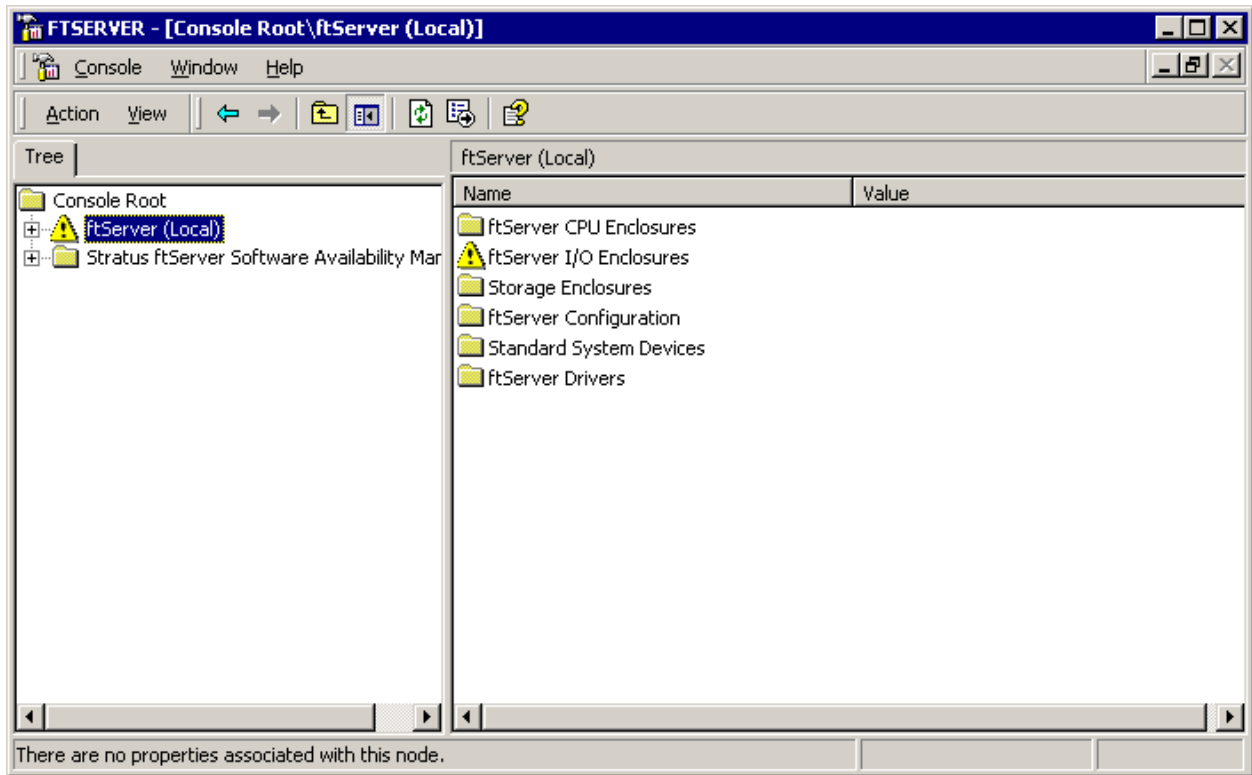 FTSERVER - [Console Root\ftServer (Local)]
Console Window Help
Action View
Tree
ftServer (Local)
Console Root
ftServer (Local)
Stratus ftServer Software Availability Mar
Name Value
ftServer CPU Enclosures
ftServer I/O Enclosures
Storage Enclosures
ftServer Configuration
Standard System Devices
ftServer Drivers
There are no properties associated with this node.